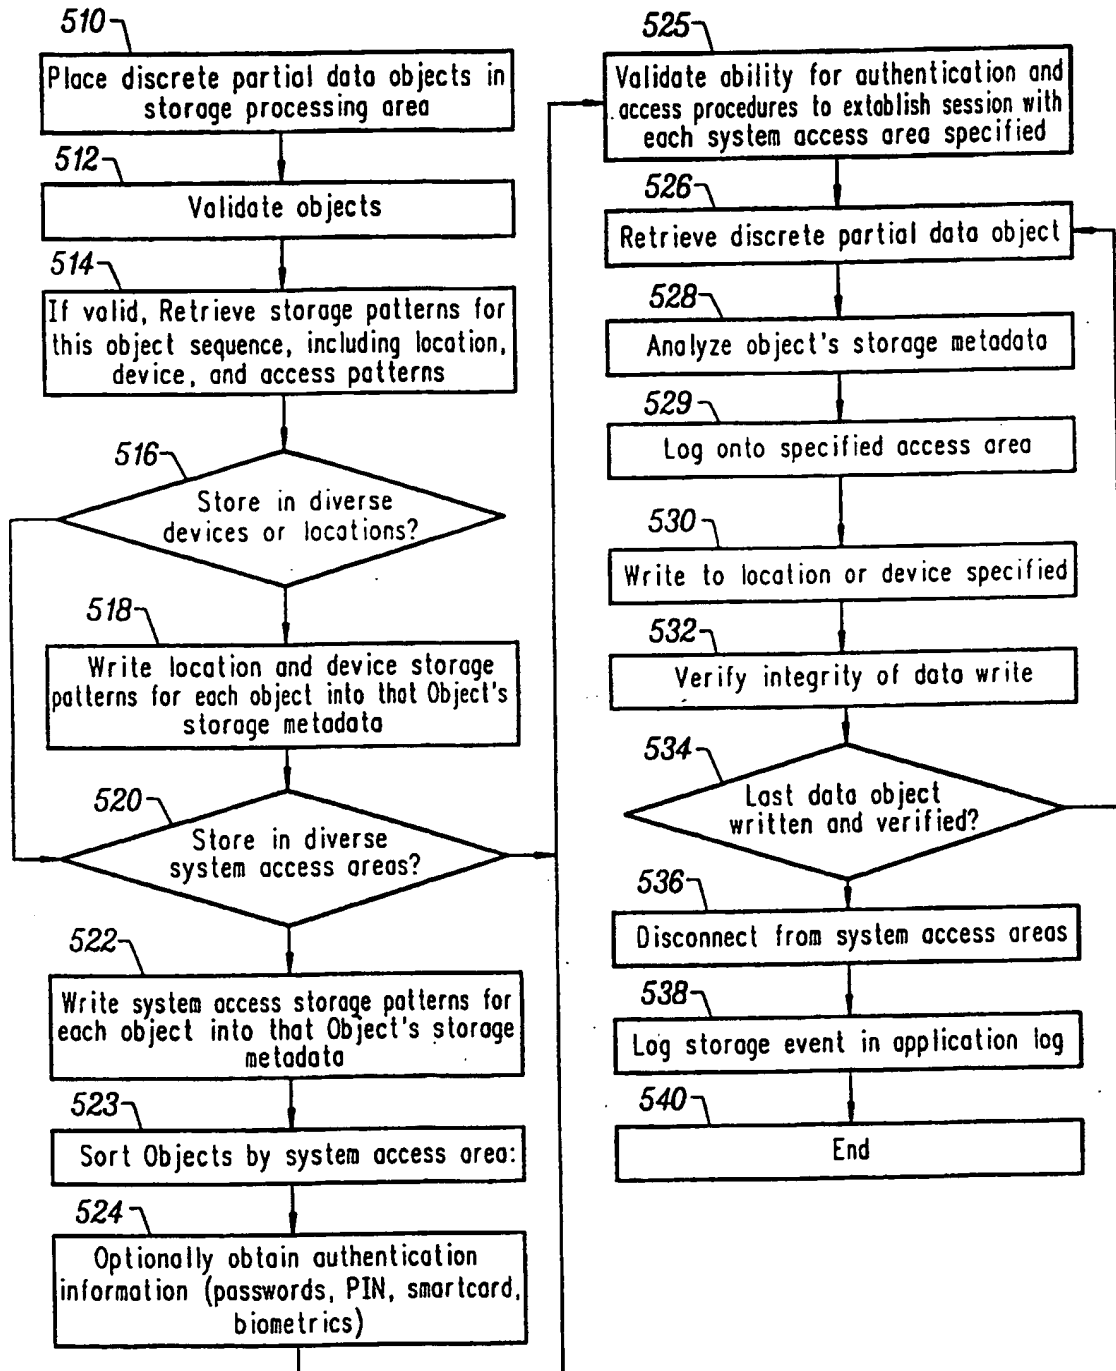 510
Place discrete partial data objects in
storage processing area
512
Validate objects
514
If valid, Retrieve storage patterns for
this object sequence, including location,
device, and access patterns
516
Store in diverse
devices or locations?
518
Write location and device storage
patterns for each object into that Object's
storage metadata
520
Store in diverse
system access areas?
522
Write system access storage patterns for
each object into that Object's storage
metadata
523
Sort Objects by system access area:
524
Optionally obtain authentication
information (passwords, PIN, smartcard,
biometrics)
525
Validate ability for authentication and
access procedures to extablish session with
each system access area specified
526
Retrieve discrete partial data object
528
Analyze object's storage metadata
529
Log onto specified access area
530
Write to location or device specified
532
Verify integrity of data write
534
Last data object
written and verified?
536
Disconnect from system access areas
538
Log storage event in application log
540
End